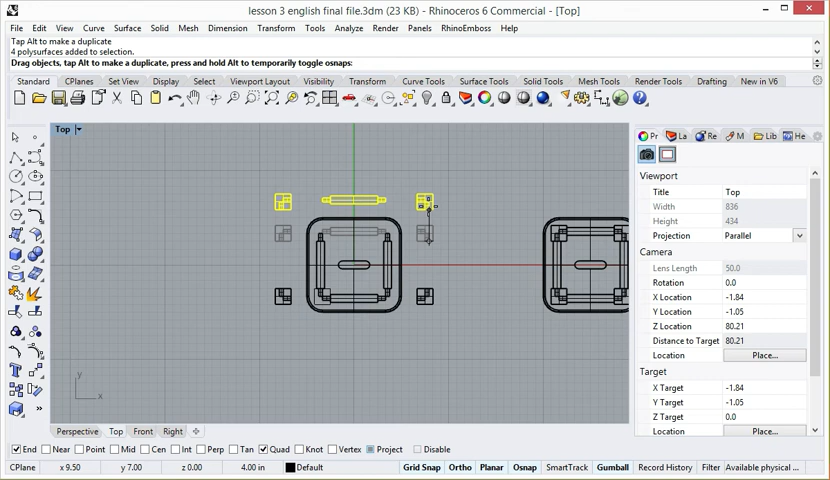 lesson 3 english final file.3dm (23 KB) - Rhinoceros 6 Commercial - [Top]
File Edit View Curve Surface Solid Mesh Dimension Transform Tools Analyze Render Panels RhinoEmboss Help
Tap Alt to make a duplicate
4 polysurfaces added to selection.
Drag objects, tap Alt to make a duplicate, press and hold Alt to temporarily toggle osnaps:
Standard CPlanes Set View Display Select Viewport Layout Visibility Transform Curve Tools Surface Tools Solid Tools Mesh Tools Render Tools Drafting New in V6
Top
Pr La Re M Lib He
Viewport
Title Top
Width 836
Height 434
Projection Parallel
Camera
Lens Length 50.0
Rotation 0.0
X Location -1.84
Y Location -1.05
Z Location 80.21
Distance to Target 80.21
Location Place...
Target
X Target -1.84
Y Target -1.05
Z Target 0.0
Location Place...
y
x
Perspective Top Front Right
End Near Point Mid Cen Int Perp Tan Quad Knot Vertex Project Disable
CPlane x 9.50 y 7.00 z 0.00 4.00 in Default Grid Snap Ortho Planar Osnap SmartTrack Gumball Record History Filter Available physical ...